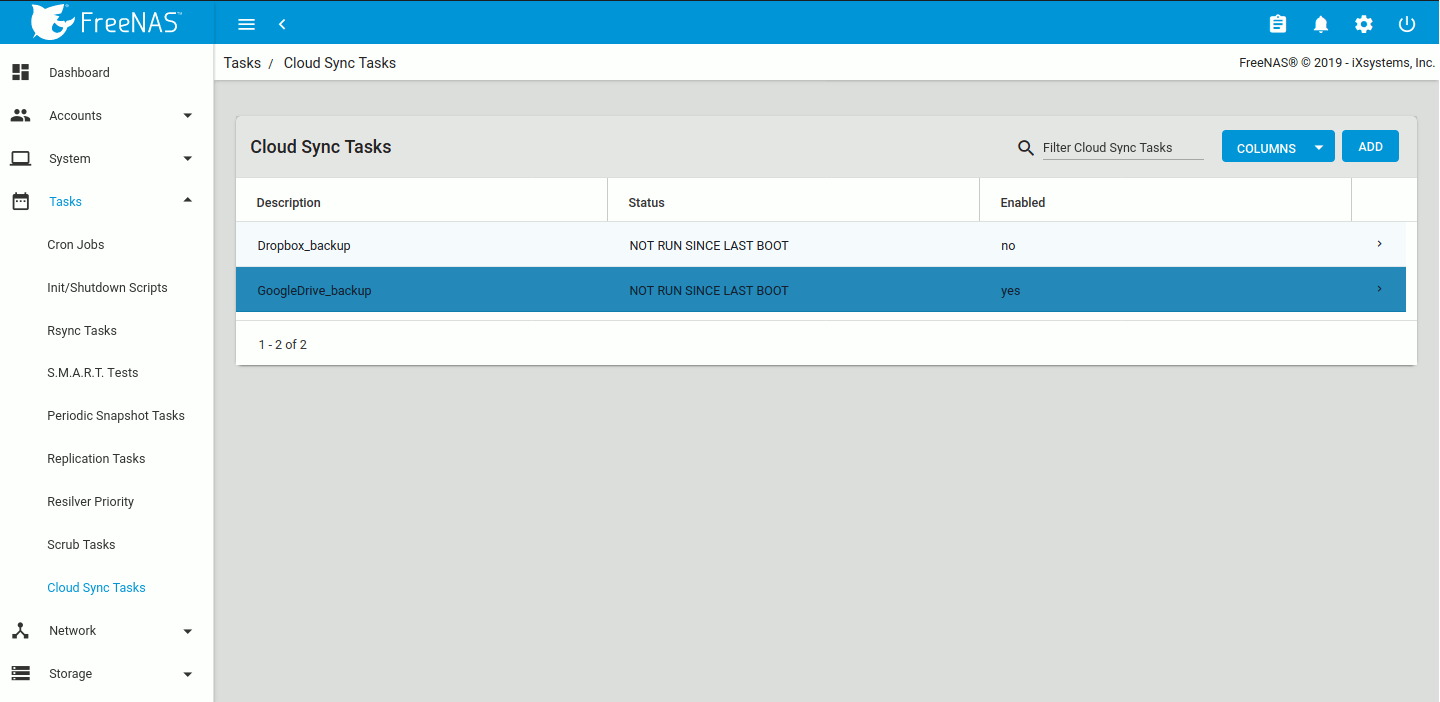 FreeNAS™
Tasks / Cloud Sync Tasks
FreeNAS® © 2019 - iXsystems, Inc.
Dashboard
Accounts
System
Tasks
Cron Jobs
Init/Shutdown Scripts
Rsync Tasks
S.M.A.R.T. Tests
Periodic Snapshot Tasks
Replication Tasks
Resilver Priority
Scrub Tasks
Cloud Sync Tasks
Network
Storage
Cloud Sync Tasks
Filter Cloud Sync Tasks
COLUMNS
ADD
Description Status Enabled
Dropbox_backup NOT RUN SINCE LAST BOOT no
GoogleDrive_backup NOT RUN SINCE LAST BOOT yes
1 - 2 of 2